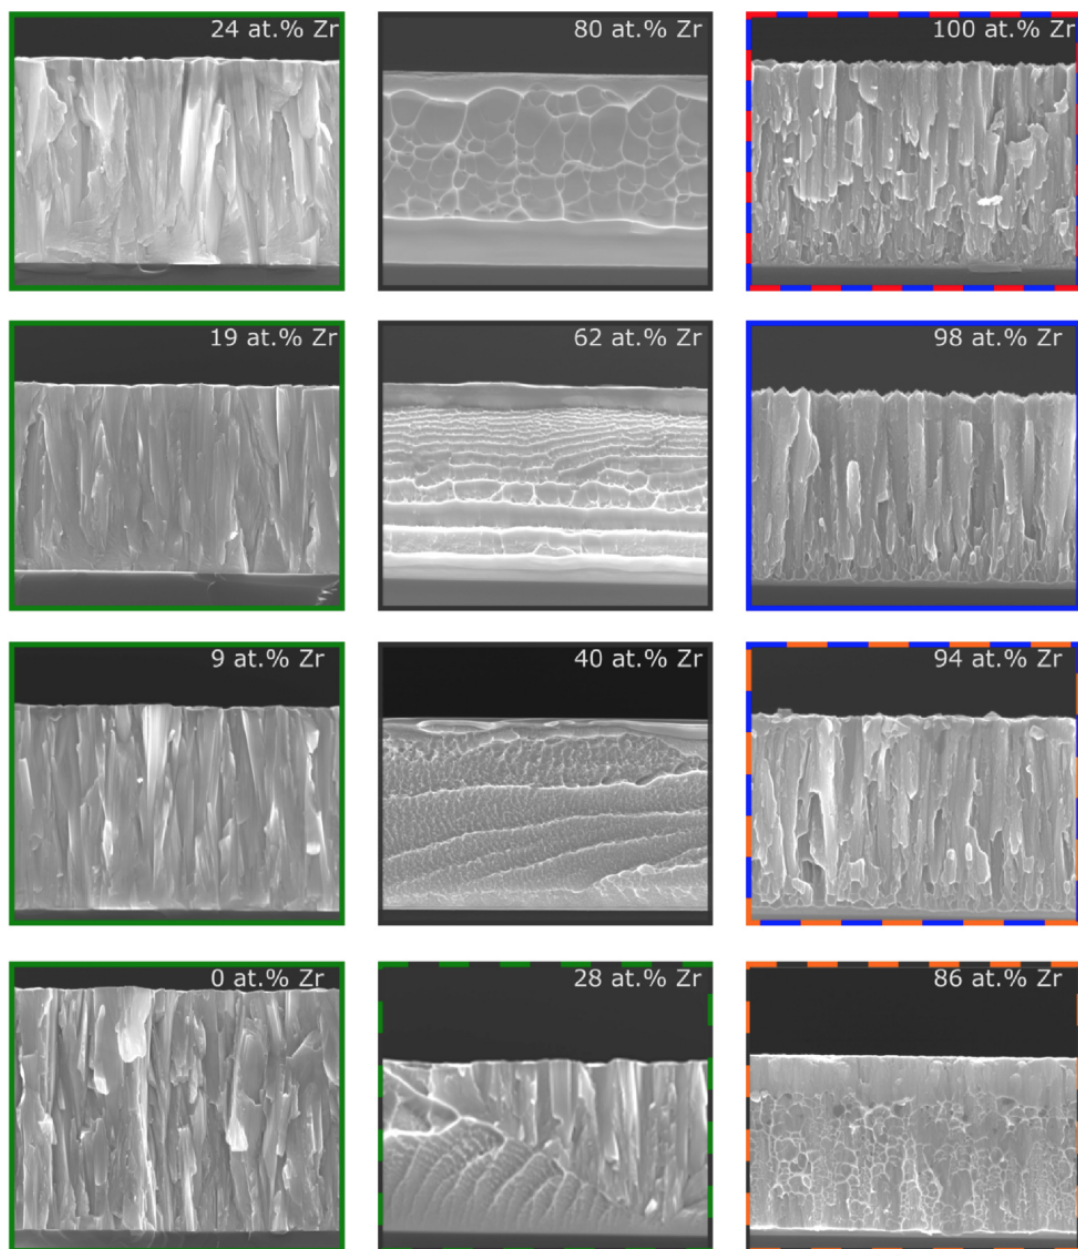 24 at.% Zr
80 at.% Zr
100 at.% Zr
19 at.% Zr
62 at.% Zr
98 at.% Zr
9 at.% Zr
40 at.% Zr
94 at.% Zr
0 at.% Zr
28 at.% Zr
86 at.% Zr